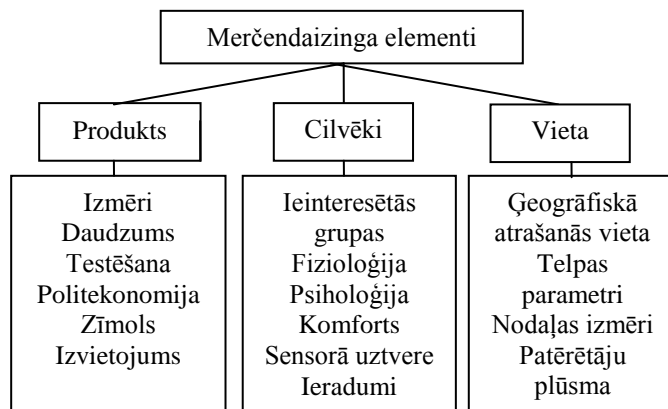 Merčendaizinga elementi
Produkts
Cilvēki
Vieta
Izmēri
Daudzums
Testēšana
Politekonomija
Zīmols
Izvietojums
Ieinteresētās
grupas
Fizioloģija
Psiholoģija
Komforts
Sensorā uztvere
Ieradumi
Ģeogrāfiskā
atrašanās vieta
Telpas
parametri
Nodaļas izmēri
Patērētāju
plūsma